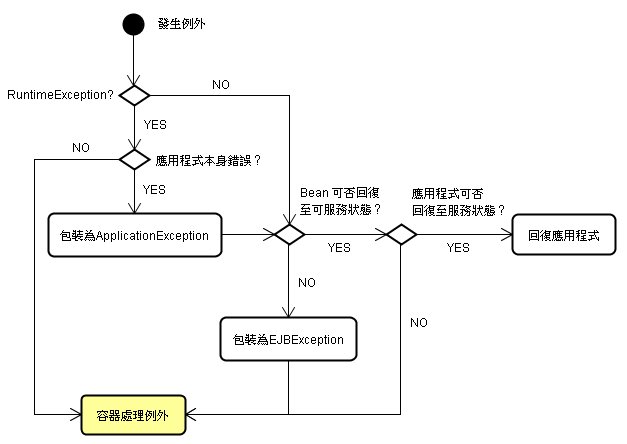 發生例外
NO
RuntimeException?
YES
NO
應用程式本身錯誤？
YES
Bean 可否回復
至可服務狀態？
應用程式可否
回復至服務狀態？
包裝為ApplicationException
YES
YES
回復應用程式
NO
NO
包裝為EJBException
容器處理例外